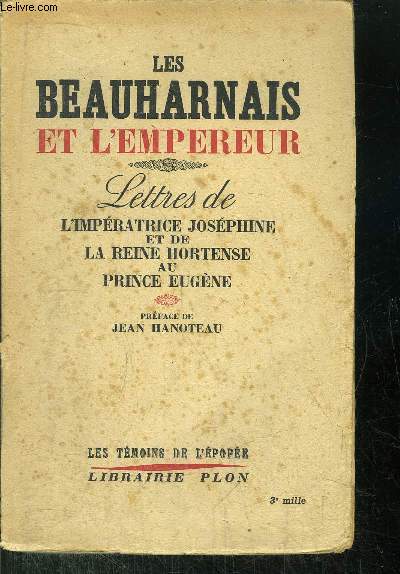 Le-livre.com
LES
BEAUHARNAIS
ET L'EMPEREUR
Lettres de
L'IMPÉRATRICE JOSÉPHINE
ET DE
LA REINE HORTENSE
AU
PRINCE EUGÈNE
PRÉFACE DE
JEAN HANOTEAU
LES TÉMOINS DE L'ÉPOPÉE
LIBRAIRIE PLON
3e mille